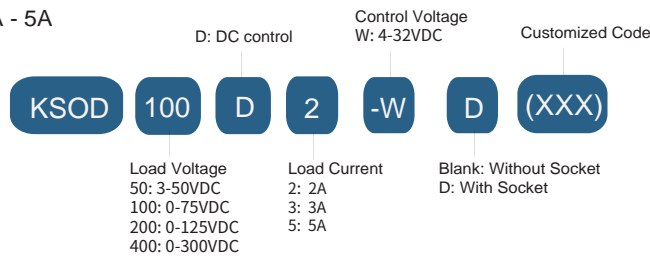 A - 5A
Control Voltage
W: 4-32VDC
D: DC control
Customized Code
KSOD 100 D 2 -W D (XXX)
Load Voltage
50: 3-50VDC
100: 0-75VDC
200: 0-125VDC
400: 0-300VDC
Load Current
2: 2A
3: 3A
5: 5A
Blank: Without Socket
D: With Socket